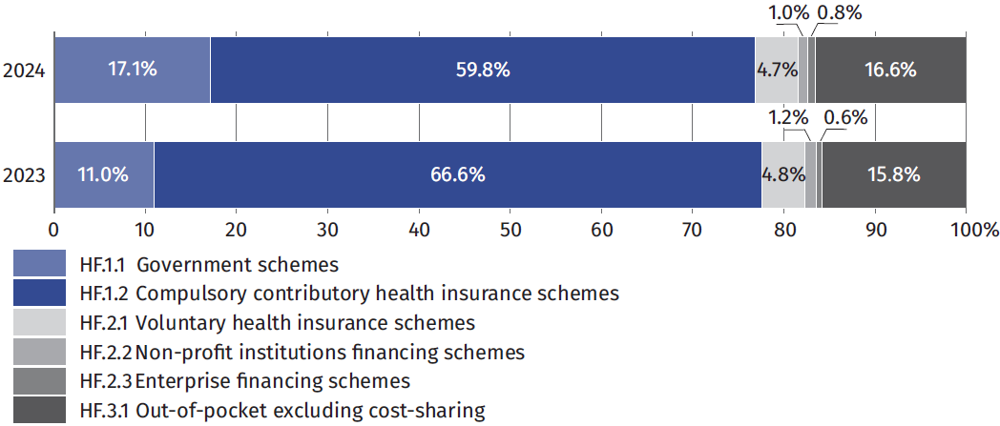 1.0% 0.8%
2024 17.1% 59.8% 4.7% 16.6%
1.2% 0.6%
2023 11.0% 66.6% 4.8% 15.8%
0 10 20 30 40 50 60 70 80 90 100%
HF.1.1 Government schemes
HF.1.2 Compulsory contributory health insurance schemes
HF.2.1 Voluntary health insurance schemes
HF.2.2 Non-profit institutions financing schemes
HF.2.3 Enterprise financing schemes
HF.3.1 Out-of-pocket excluding cost-sharing